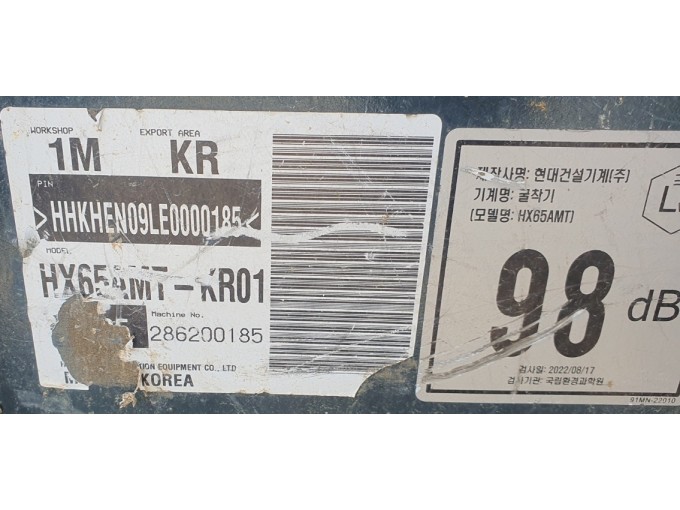 WORKSHOP EXPORT AREA
1M KR
PIN
>HHKHEN09LE0000185<
MODEL
HX65AMT-KR01
Machine No.
286200185
EQUIPMENT CO., LTD
KOREA
제작사명: 현대건설기계(주)
기계명: 굴착기
(모델명: HX65AMT)
98 dB
검사일: 2022/08/17
검사기관: 국립환경과학원
91MN-22010